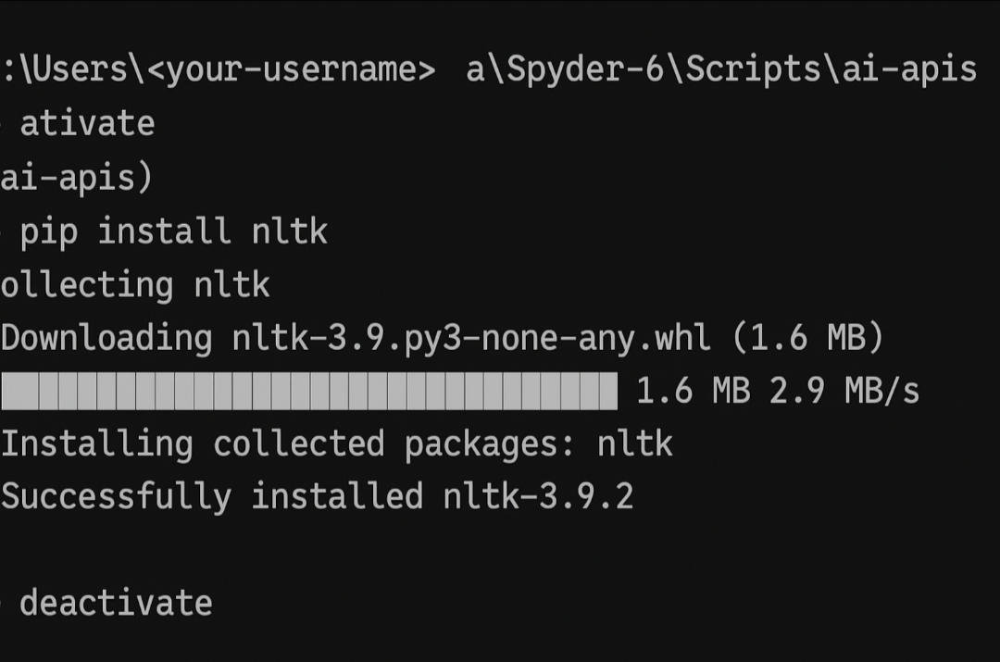 :\Users\<your-username> a\Spyder-6\Scripts\ai-apis
ativate
ai-apis)
pip install nltk
ollecting nltk
Downloading nltk-3.9.py3-none-any.whl (1.6 MB)
1.6 MB 2.9 MB/s
Installing collected packages: nltk
Successfully installed nltk-3.9.2
deactivate